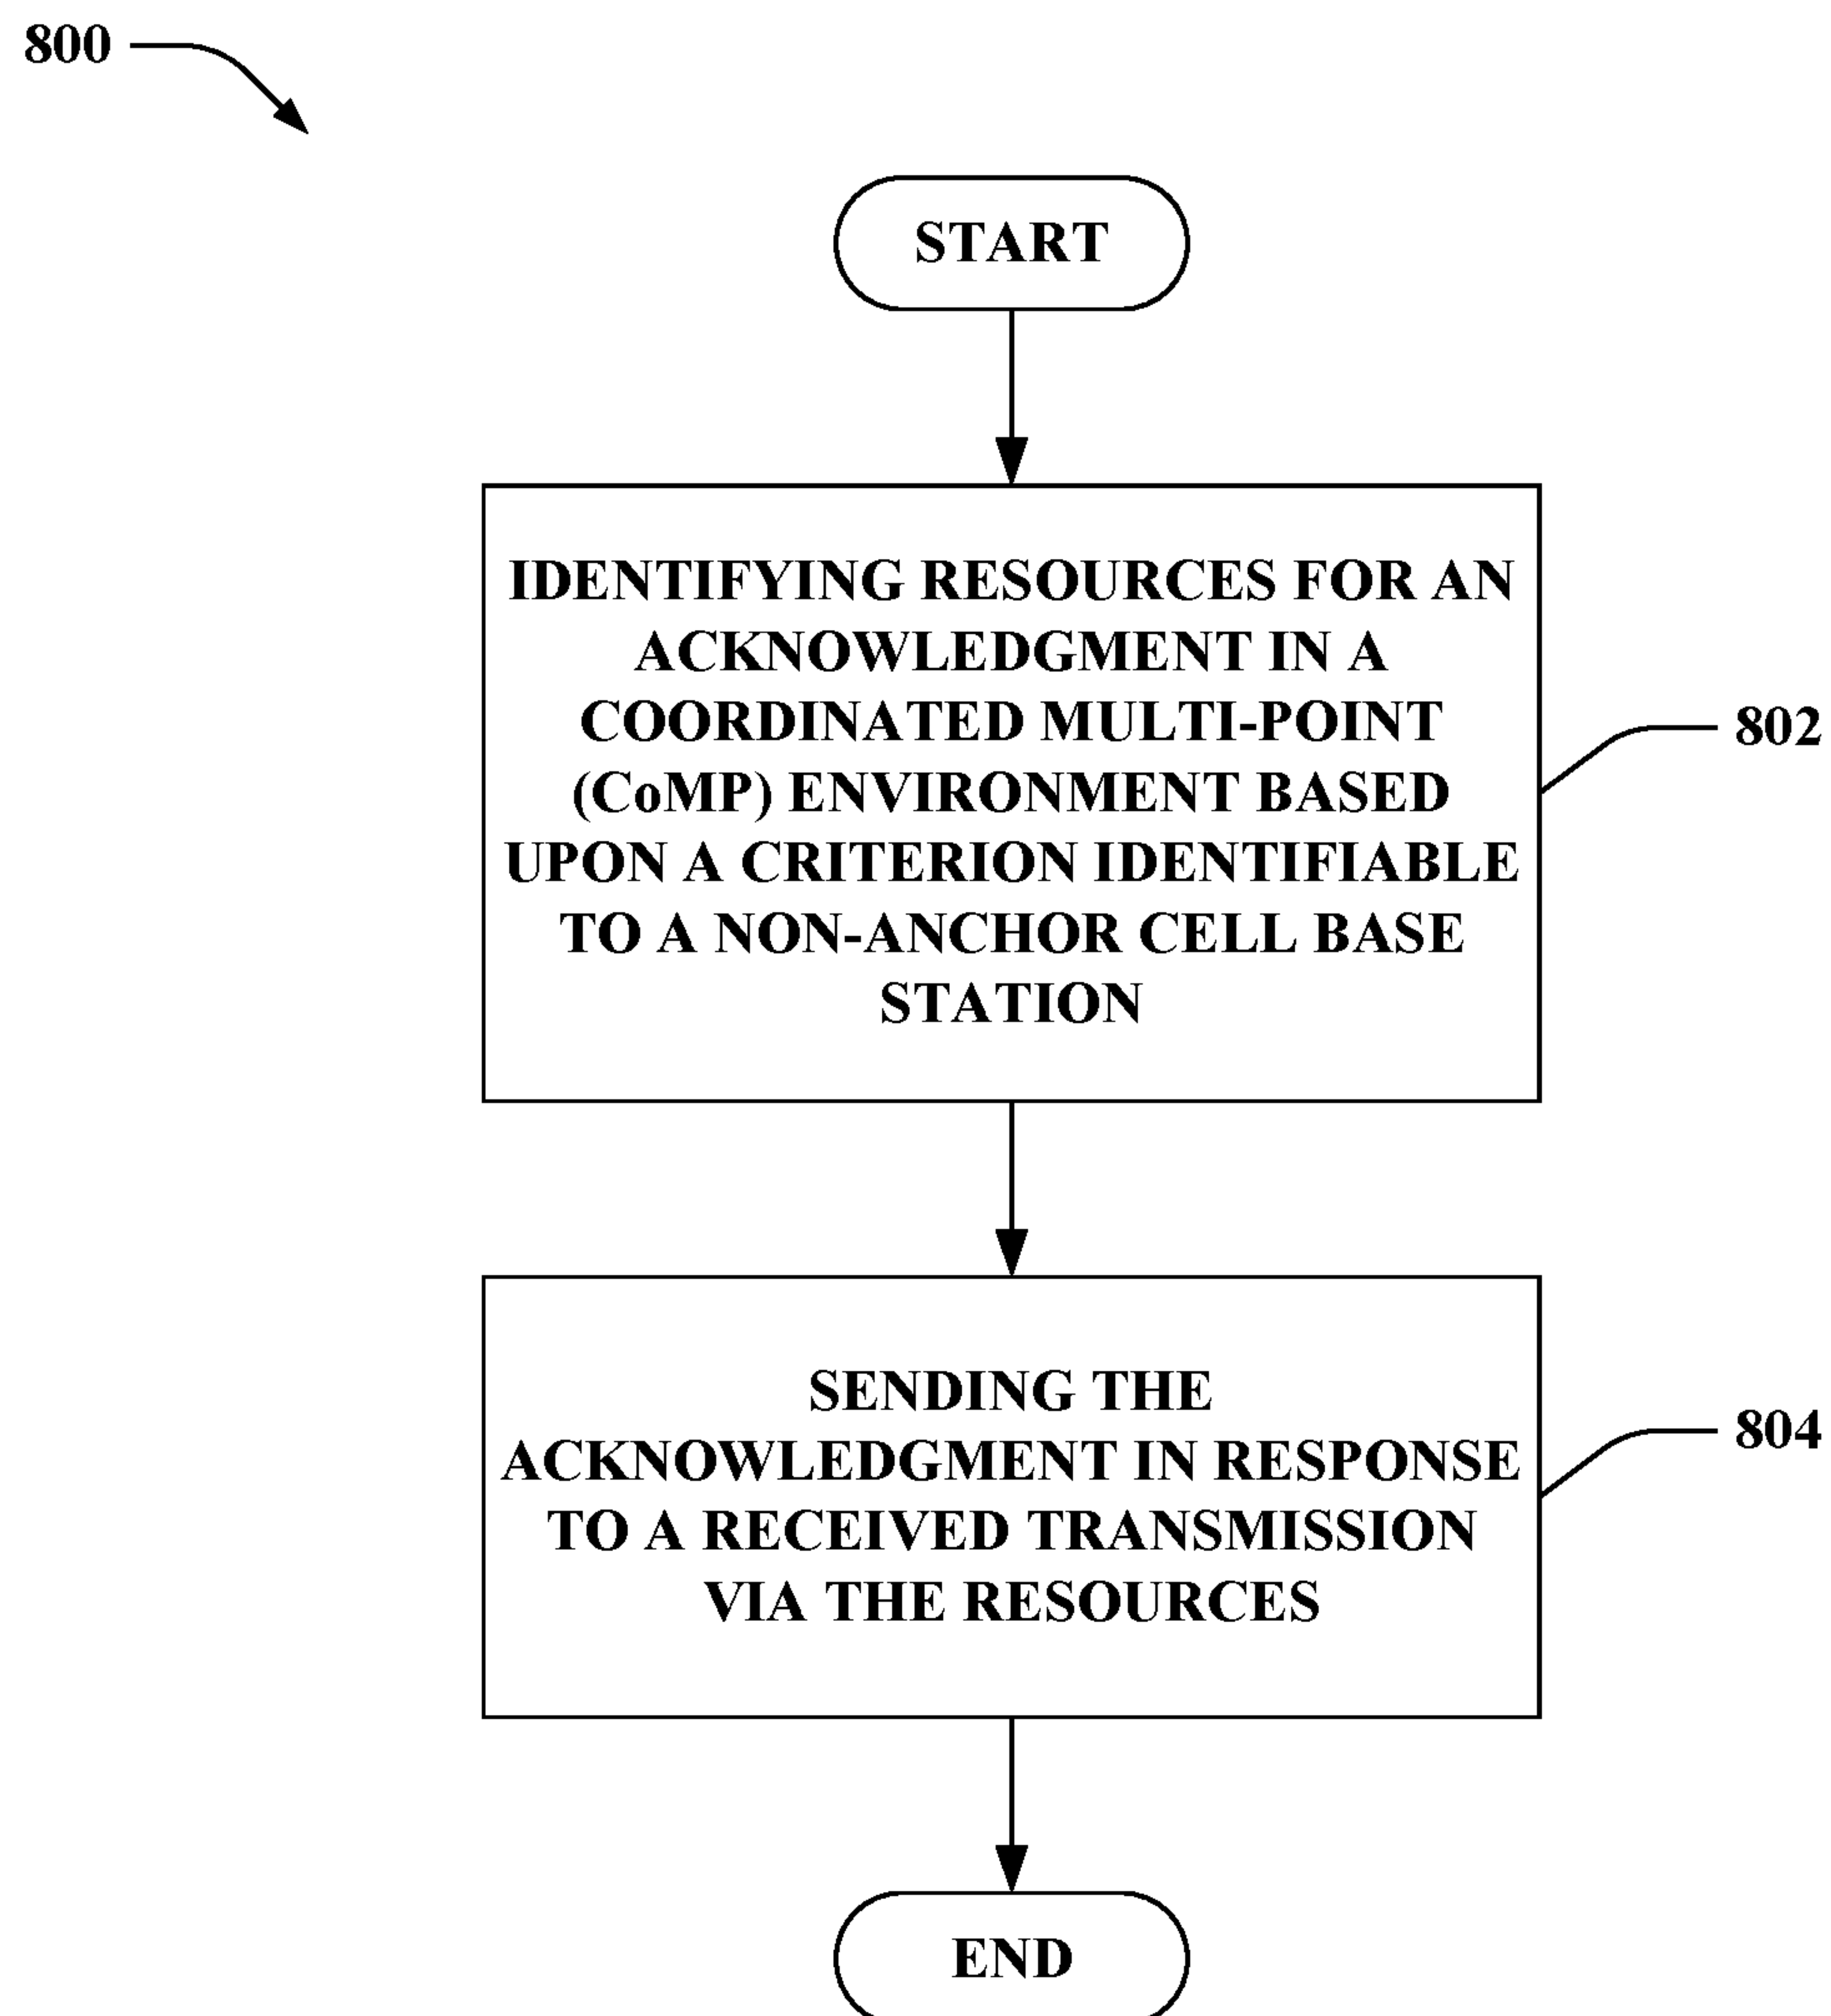 800
START
IDENTIFYING RESOURCES FOR AN
ACKNOWLEDGMENT IN A
COORDINATED MULTI-POINT
(CoMP) ENVIRONMENT BASED
UPON A CRITERION IDENTIFIABLE
TO A NON-ANCHOR CELL BASE
STATION
802
SENDING THE
ACKNOWLEDGMENT IN RESPONSE
TO A RECEIVED TRANSMISSION
VIA THE RESOURCES
804
END